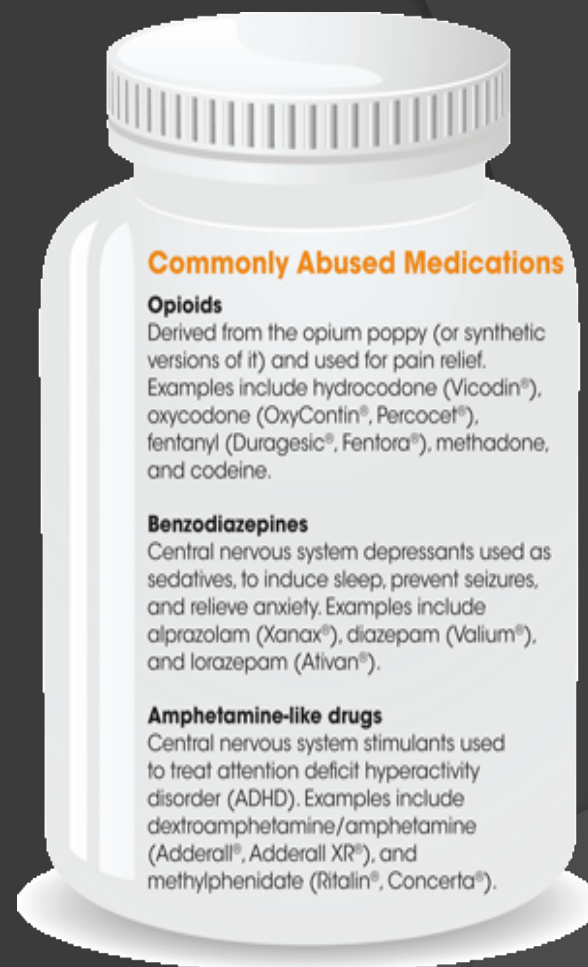 Commonly Abused Medications
Opioids
Derived from the opium poppy (or synthetic
versions of it) and used for pain relief.
Examples include hydrocodone (Vicodin®),
oxycodone (OxyContin®, Percocet®),
fentanyl (Duragesic®, Fentora®), methadone,
and codeine.
Benzodiazepines
Central nervous system depressants used as
sedatives, to induce sleep, prevent seizures,
and relieve anxiety. Examples include
alprazolam (Xanax®), diazepam (Valium®),
and lorazepam (Ativan®).
Amphetamine-like drugs
Central nervous system stimulants used
to treat attention deficit hyperactivity
disorder (ADHD). Examples include
dextroamphetamine/amphetamine
(Adderall®, Adderall XR®), and
methylphenidate (Ritalin®, Concerta®).